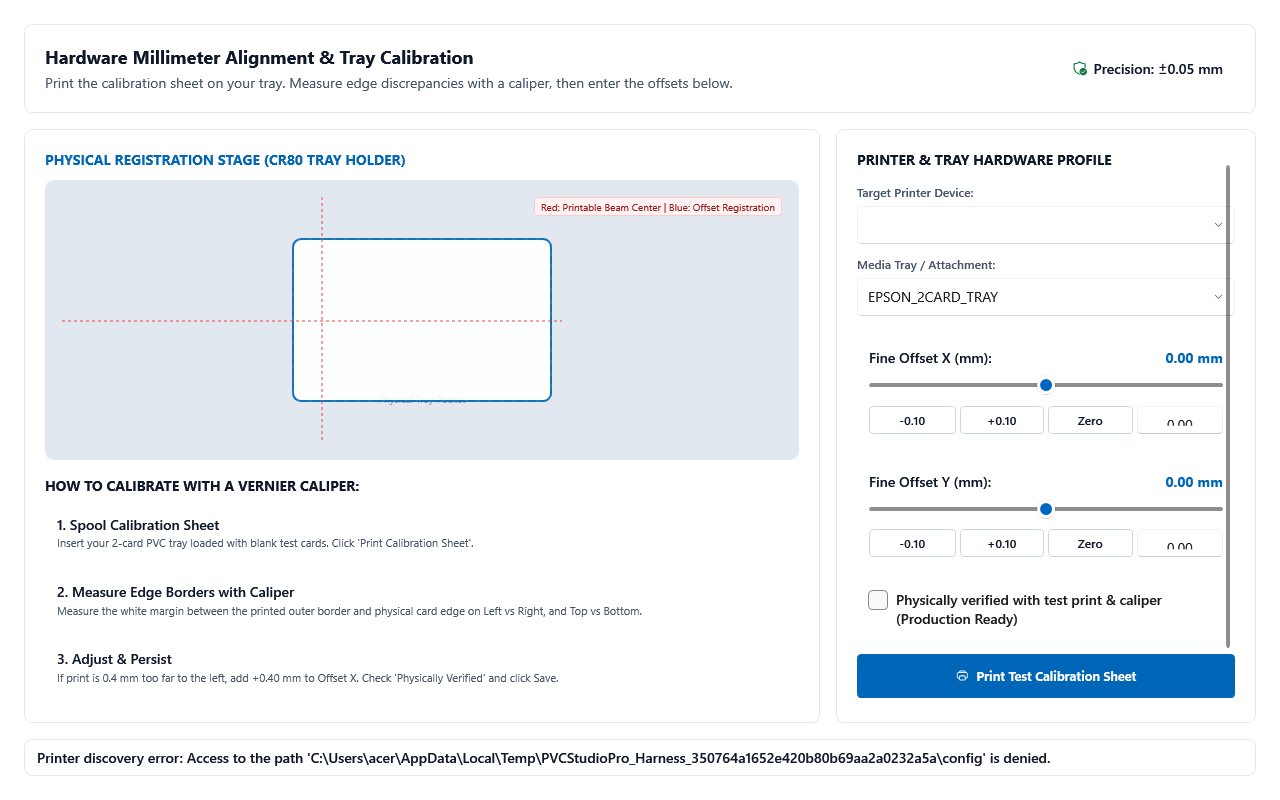 Hardware Millimeter Alignment & Tray Calibration
Print the calibration sheet on your tray. Measure edge discrepancies with a caliper, then enter the offsets below.
Precision: ±0.05 mm
PHYSICAL REGISTRATION STAGE (CR80 TRAY HOLDER)
Red: Printable Beam Center | Blue: Offset Registration
HOW TO CALIBRATE WITH A VERNIER CALIPER:
1. Spool Calibration Sheet
Insert your 2-card PVC tray loaded with blank test cards. Click 'Print Calibration Sheet'.
2. Measure Edge Borders with Caliper
Measure the white margin between the printed outer border and physical card edge on Left vs Right, and Top vs Bottom.
3. Adjust & Persist
If print is 0.4 mm too far to the left, add +0.40 mm to Offset X. Check 'Physically Verified' and click Save.
PRINTER & TRAY HARDWARE PROFILE
Target Printer Device:
Media Tray / Attachment:
EPSON_2CARD_TRAY
Fine Offset X (mm): 0.00 mm
-0.10 +0.10 Zero 0.00
Fine Offset Y (mm): 0.00 mm
-0.10 +0.10 Zero 0.00
Physically verified with test print & caliper
(Production Ready)
Print Test Calibration Sheet
Printer discovery error: Access to the path 'C:\Users\acer\AppData\Local\Temp\PVCStudioPro_Harness_350764a1652e420b80b69aa2a0232a5a\config' is denied.